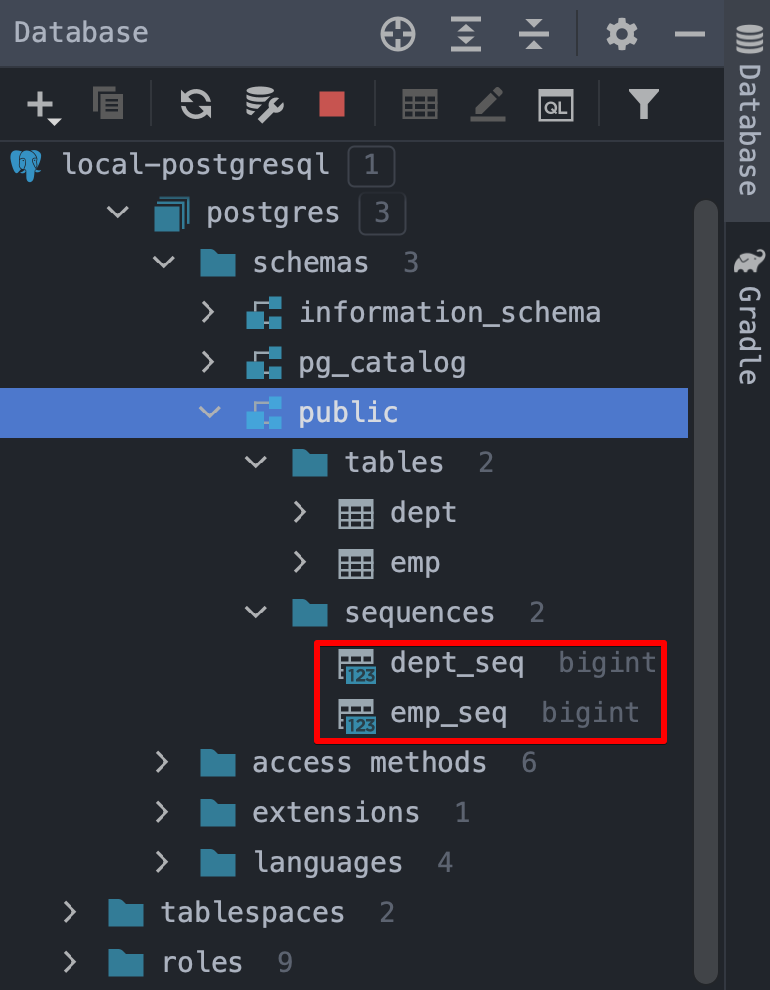 Database
QL
local-postgresql 1
postgres 3
schemas 3
information_schema
pg_catalog
public
tables 2
dept
emp
sequences 2
123 dept_seq bigint
123 emp_seq bigint
access methods 6
extensions 1
languages 4
tablespaces 2
roles 9
Database
Gradle